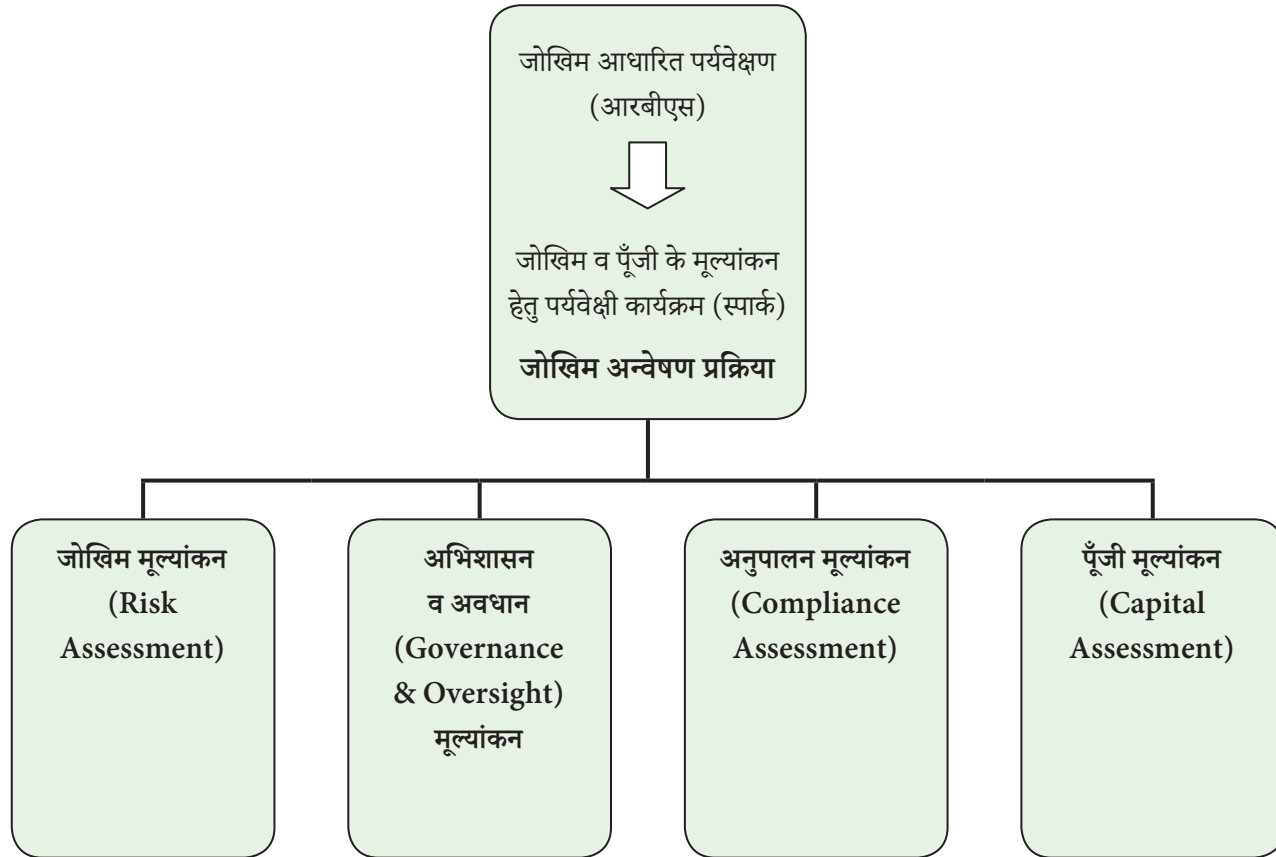 जोखिम आधारित पर्यवेक्षण
(आरबीएस)
जोखिम व पूँजी के मूल्यांकन
हेतु पर्यवेक्षी कार्यक्रम (स्पार्क)
जोखिम अन्वेषण प्रक्रिया
जोखिम मूल्यांकन
(Risk
Assessment)
अभिशासन
व अवधान
(Governance
& Oversight)
मूल्यांकन
अनुपालन मूल्यांकन
(Compliance
Assessment)
पूँजी मूल्यांकन
(Capital
Assessment)